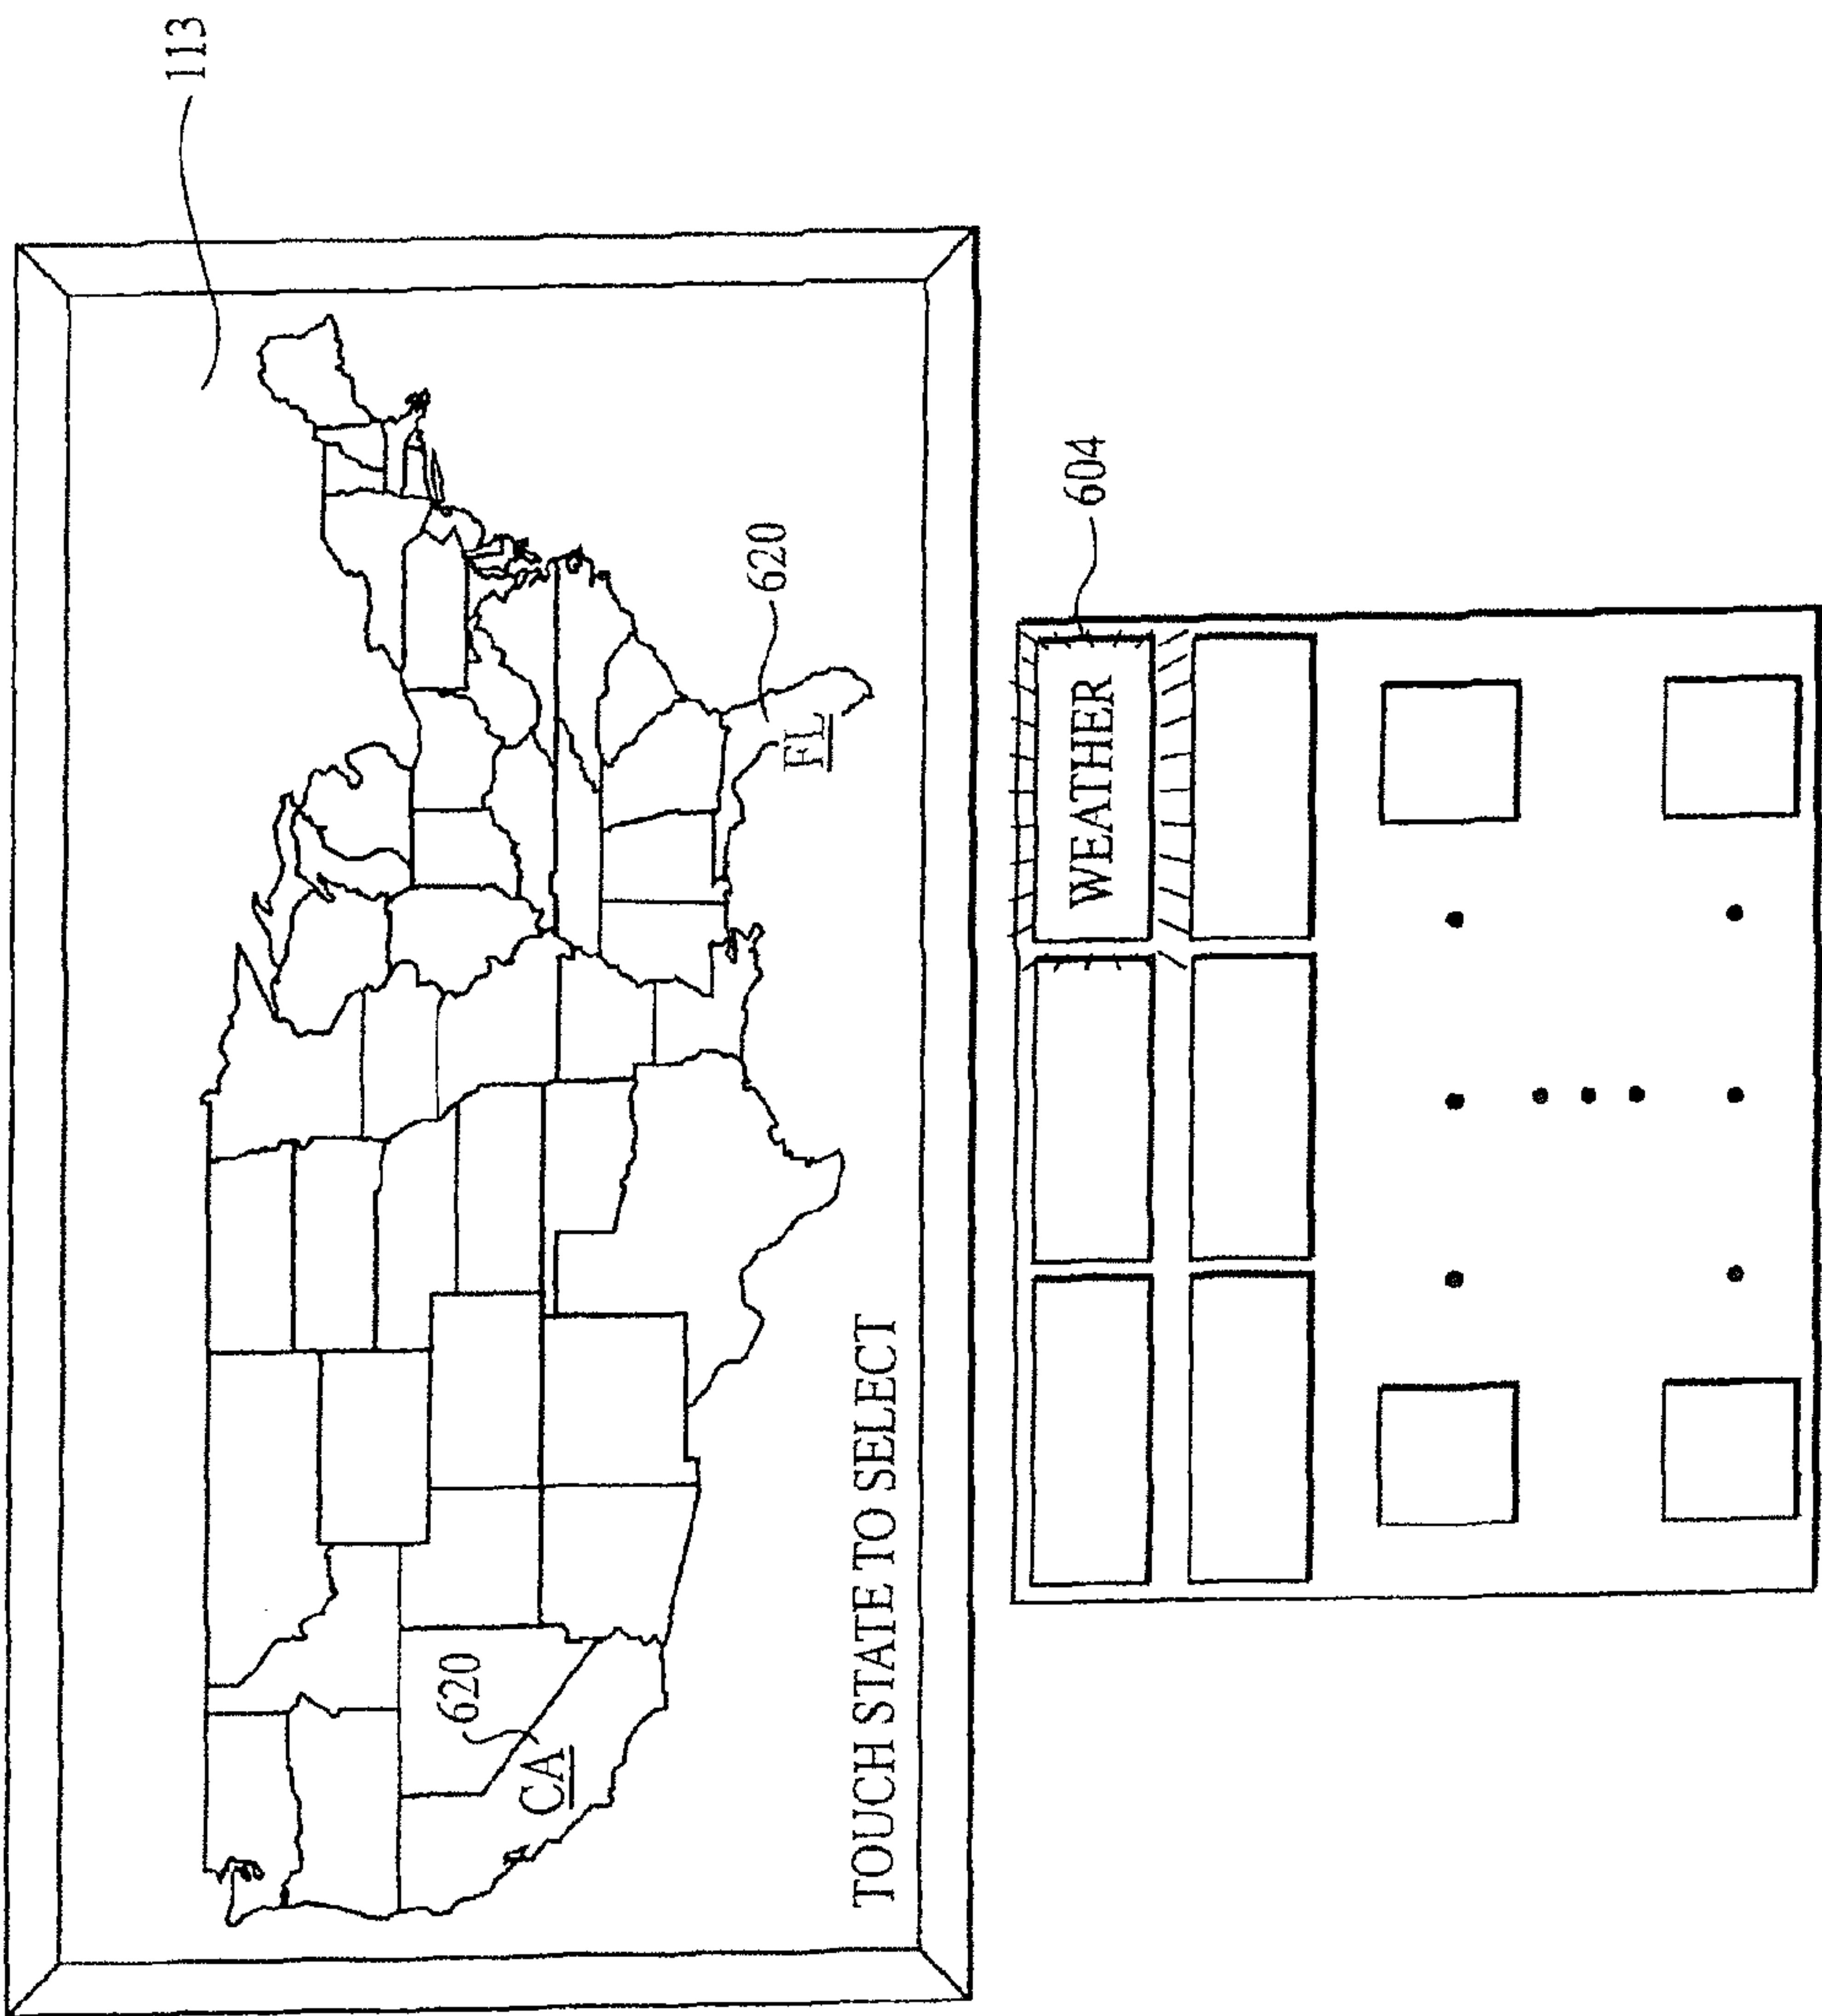 113
620
FL
620
CA
TOUCH STATE TO SELECT
604
WEATHER